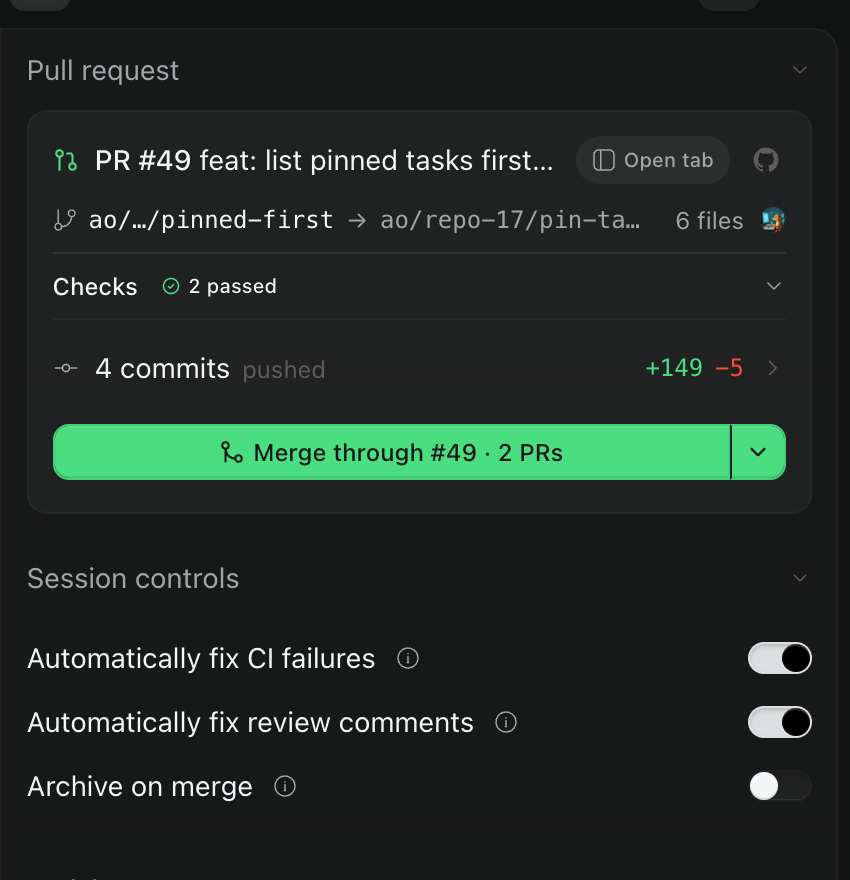 Pull request
PR #49 feat: list pinned tasks first…
Open tab
ao/…/pinned-first → ao/repo-17/pin-ta…
6 files
Checks
2 passed
4 commits pushed
+149 −5
Merge through #49 · 2 PRs
Session controls
Automatically fix CI failures
Automatically fix review comments
Archive on merge